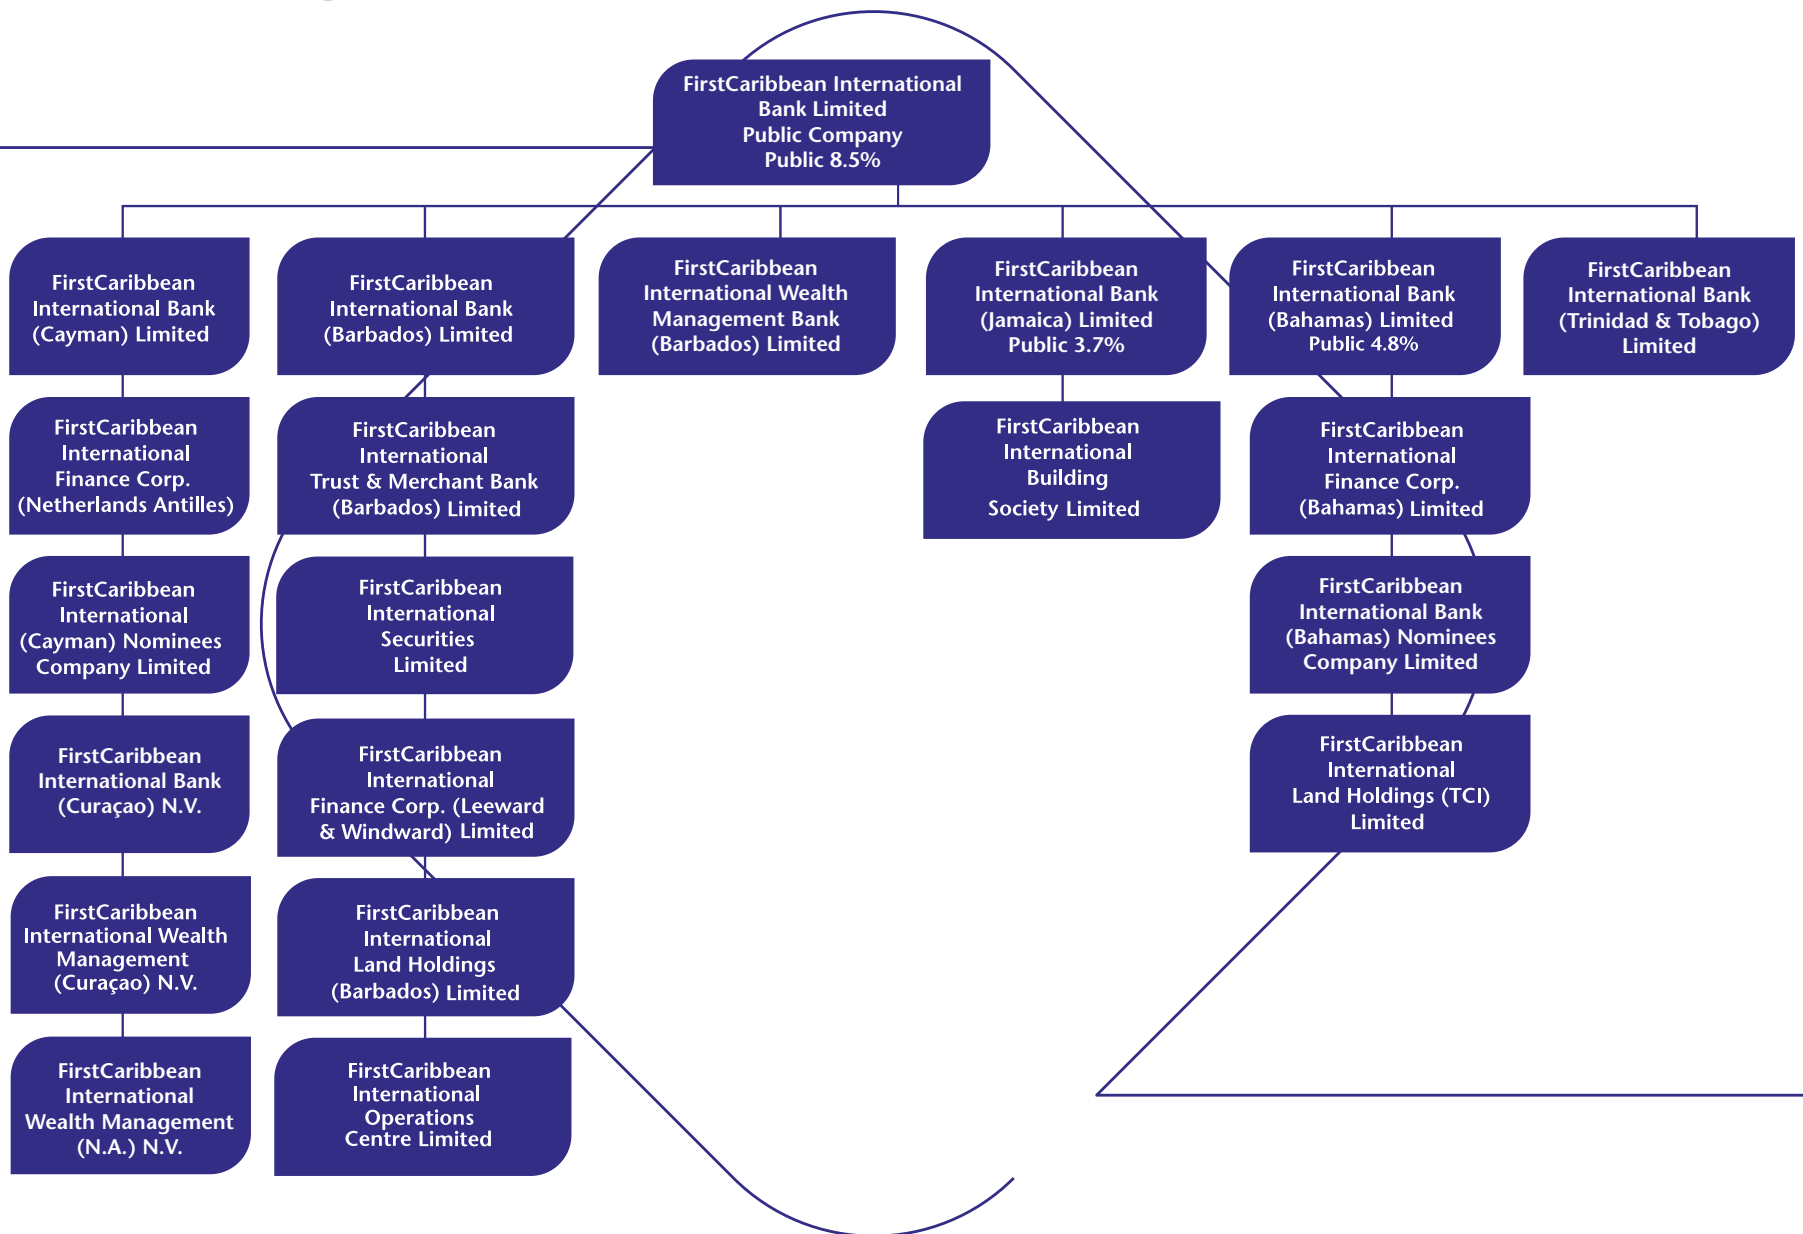 FirstCaribbean International
Bank Limited
Public Company
Public 8.5%
FirstCaribbean
International Bank
(Cayman) Limited
FirstCaribbean
International Bank
(Barbados) Limited
FirstCaribbean
International Wealth
Management Bank
(Barbados) Limited
FirstCaribbean
International Bank
(Jamaica) Limited
Public 3.7%
FirstCaribbean
International Bank
(Bahamas) Limited
Public 4.8%
FirstCaribbean
International Bank
(Trinidad & Tobago)
Limited
FirstCaribbean
International
Finance Corp.
(Netherlands Antilles)
FirstCaribbean
International
Trust & Merchant Bank
(Barbados) Limited
FirstCaribbean
International
Building
Society Limited
FirstCaribbean
International
Finance Corp.
(Bahamas) Limited
FirstCaribbean
International
(Cayman) Nominees
Company Limited
FirstCaribbean
International
Securities
Limited
FirstCaribbean
International Bank
(Bahamas) Nominees
Company Limited
FirstCaribbean
International Bank
(Curaçao) N.V.
FirstCaribbean
International
Finance Corp. (Leeward
& Windward) Limited
FirstCaribbean
International
Land Holdings (TCI)
Limited
FirstCaribbean
International Wealth
Management
(Curaçao) N.V.
FirstCaribbean
International
Land Holdings
(Barbados) Limited
FirstCaribbean
International
Wealth Management
(N.A.) N.V.
FirstCaribbean
International
Operations
Centre Limited